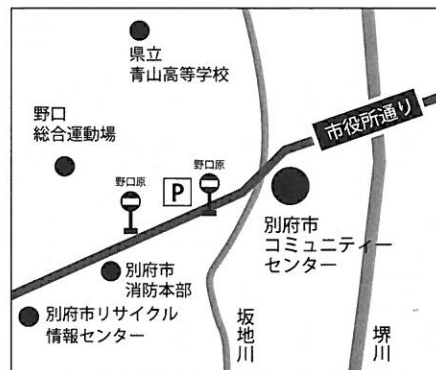 県立
青山高等学校
野口
総合運動場
市役所通り
野口原
P
野口原
別府市
コミュニティー
センター
別府市
消防本部
別府市リサイクル
情報センター
坂地川
堺川